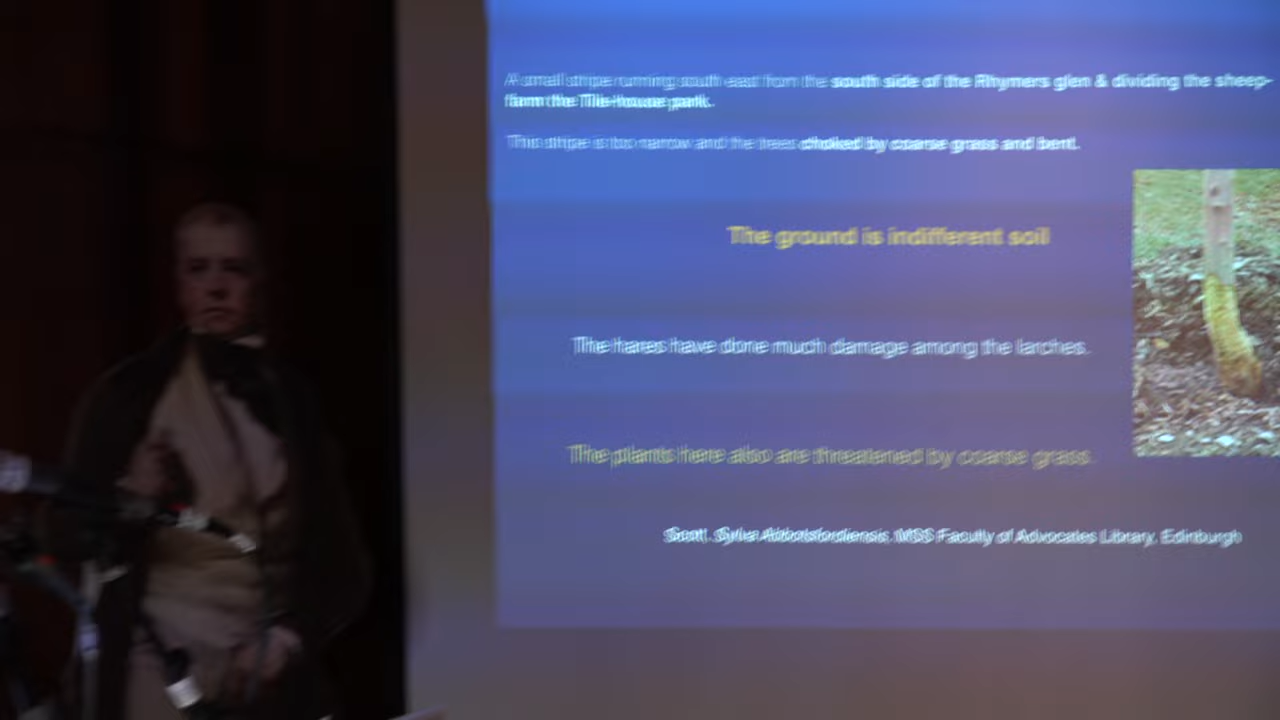 A small stripe running south east from the south side of the Rhymers glen & dividing the sheep-
farm the Tile-house park.
This stripe is too narrow and the trees choked by coarse grass and bent.
The ground is indifferent soil
The hares have done much damage among the larches.
The plants here also are threatened by coarse grass.
Scott, Sylva Abbotsfordiensis, MSS Faculty of Advocates Library, Edinburgh